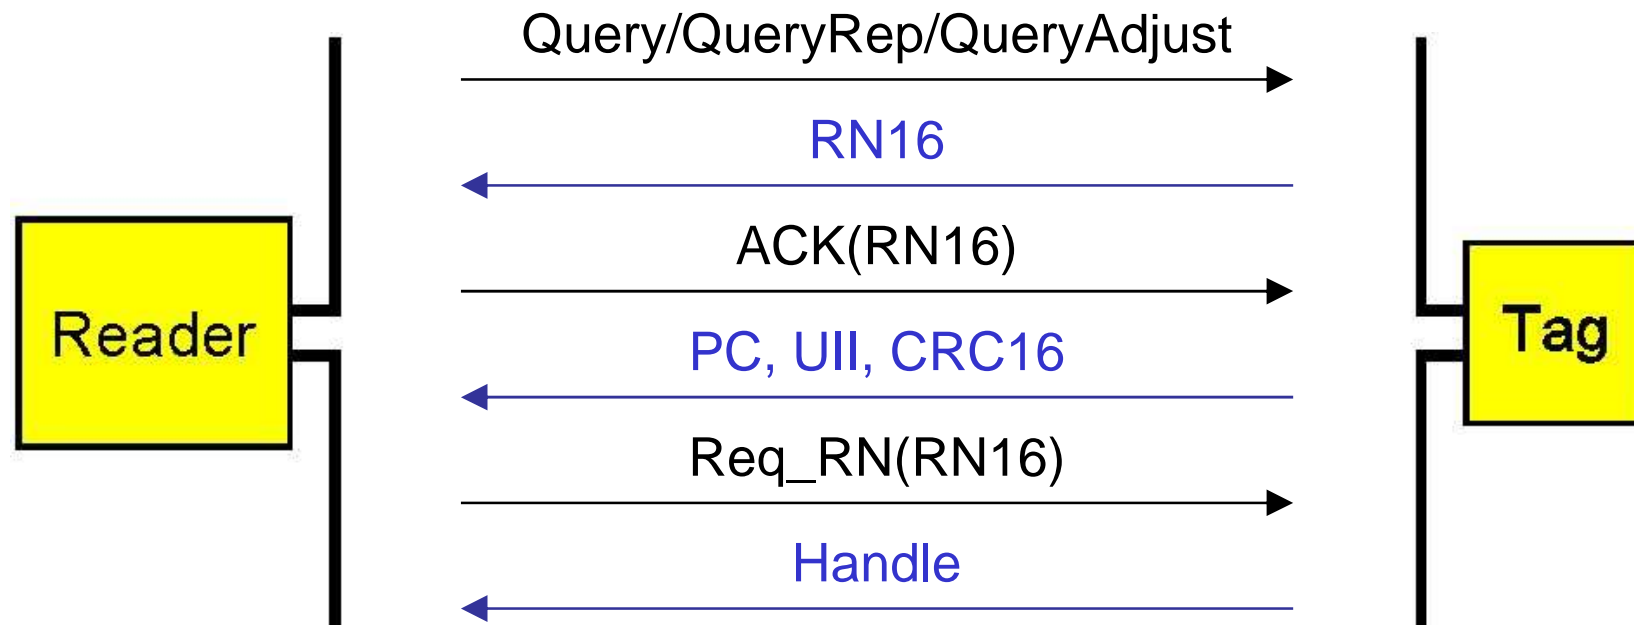 Query/QueryRep/QueryAdjust
RN16
ACK(RN16)
Reader
PC, UII, CRC16
Tag
Req_RN(RN16)
Handle